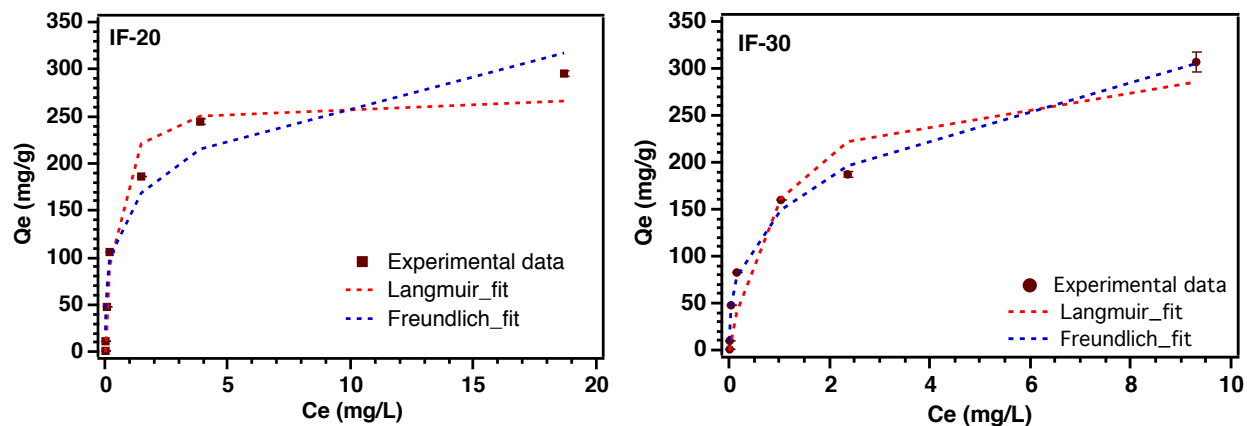 IF-20
350
300
250
200
150
100
50
0
Qe (mg/g)
Experimental data
Langmuir_fit
Freundlich_fit
0 5 10 15 20
Ce (mg/L)
IF-30
350
300
250
200
150
100
50
0
Qe (mg/g)
Experimental data
Langmuir_fit
Freundlich_fit
0 2 4 6 8 10
Ce (mg/L)